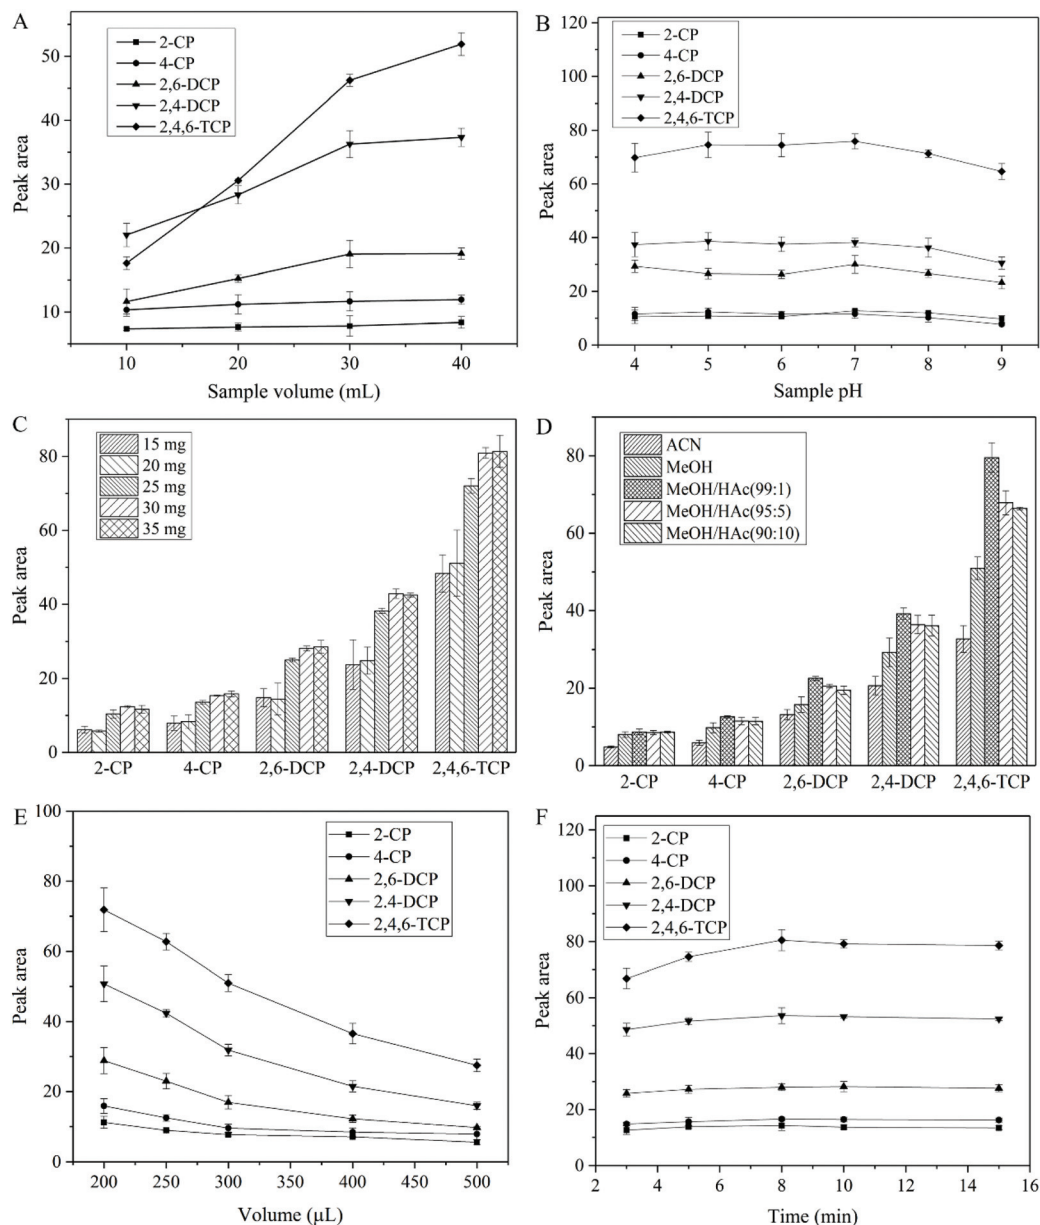 A
2-CP
4-CP
2,6-DCP
2,4-DCP
2,4,6-TCP
50
40
30
20
10
Peak area
10 20 30 40
Sample volume (mL)
B
2-CP
4-CP
2,6-DCP
2,4-DCP
2,4,6-TCP
120
100
80
60
40
20
0
Peak area
4 5 6 7 8 9
Sample pH
C
15 mg
20 mg
25 mg
30 mg
35 mg
80
60
40
20
0
Peak area
2-CP 4-CP 2,6-DCP 2,4-DCP 2,4,6-TCP
D
ACN
MeOH
MeOH/HAc(99:1)
MeOH/HAc(95:5)
MeOH/HAc(90:10)
80
60
40
20
0
Peak area
2-CP 4-CP 2,6-DCP 2,4-DCP 2,4,6-TCP
E
2-CP
4-CP
2,6-DCP
2.4-DCP
2,4,6-TCP
100
80
60
40
20
0
Peak area
200 250 300 350 400 450 500
Volume (μL)
F
2-CP
4-CP
2,6-DCP
2,4-DCP
2,4,6-TCP
120
100
80
60
40
20
0
Peak area
2 4 6 8 10 12 14 16
Time (min)